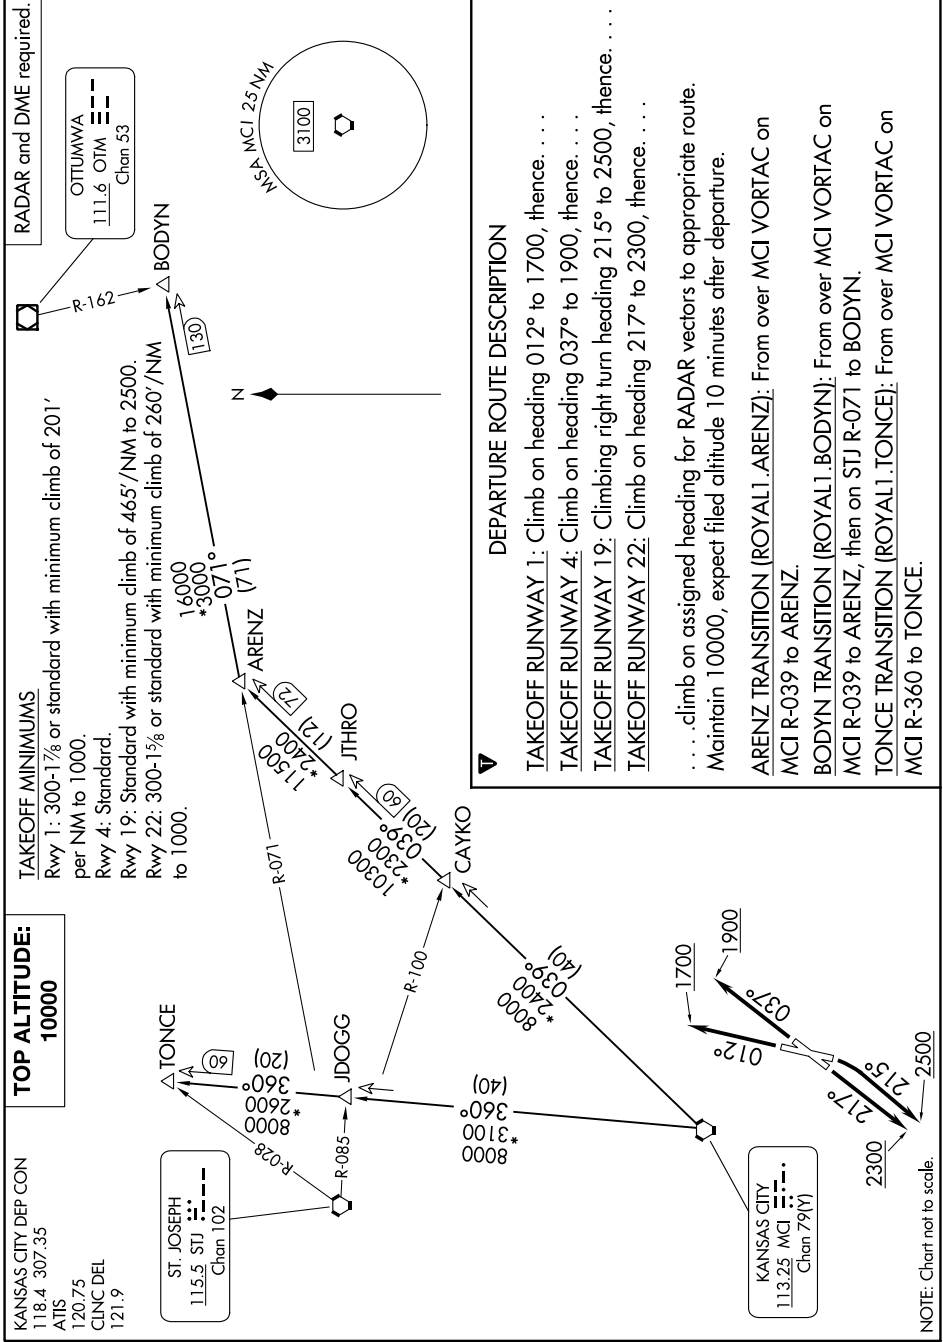 KANSAS CITY DEP CON
118.4 307.35
ATIS
120.75
CLNC DEL
121.9
TOP ALTITUDE:
10000
TAKEOFF MINIMUMS
Rwy 1: 300-1⅞ or standard with minimum climb of 201'
per NM to 1000.
Rwy 4: Standard.
Rwy 19: Standard with minimum climb of 465'/NM to 2500.
Rwy 22: 300-1⅝ or standard with minimum climb of 260'/NM
to 1000.
RADAR and DME required.
OTTUMWA
111.6 OTM
Chan 53
R-162
BODYN
130
N
MSA MCI 25 NM
3100
16000
*3000
071°
(71)
ARENZ
72
11500
*2400
(12)
JTHRO
60
10300
*2300
039°
(20)
CAYKO
R-071
R-100
8000
*2400
039°
(40)
TONCE
60
8000
*2600
360°
(20)
JDOGG
R-028
R-085
ST. JOSEPH
115.5 STJ
Chan 102
8000
*3100
360°
(40)
KANSAS CITY
113.25 MCI
Chan 79(Y)
1700
1900
012°
037°
217°
215°
2300
2500
NOTE: Chart not to scale.
T
DEPARTURE ROUTE DESCRIPTION
TAKEOFF RUNWAY 1: Climb on heading 012° to 1700, thence. . . .
TAKEOFF RUNWAY 4: Climb on heading 037° to 1900, thence. . . .
TAKEOFF RUNWAY 19: Climbing right turn heading 215° to 2500, thence. . . .
TAKEOFF RUNWAY 22: Climb on heading 217° to 2300, thence. . . .
. . . .climb on assigned heading for RADAR vectors to appropriate route.
Maintain 10000, expect filed altitude 10 minutes after departure.
ARENZ TRANSITION (ROYAL1.ARENZ): From over MCI VORTAC on
MCI R-039 to ARENZ.
BODYN TRANSITION (ROYAL1.BODYN): From over MCI VORTAC on
MCI R-039 to ARENZ, then on STJ R-071 to BODYN.
TONCE TRANSITION (ROYAL1.TONCE): From over MCI VORTAC on
MCI R-360 to TONCE.